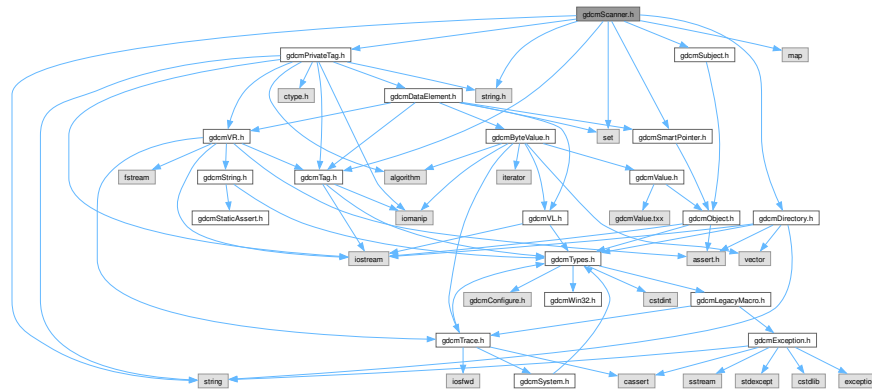 gdcmScanner.h
gdcmPrivateTag.h
gdcmSubject.h
map
ctype.h
gdcmDataElement.h
string.h
gdcmVR.h
gdcmByteValue.h
set
gdcmSmartPointer.h
fstream
gdcmString.h
gdcmTag.h
algorithm
iterator
gdcmValue.h
gdcmStaticAssert.h
iomanip
gdcmVL.h
gdcmValue.txx
gdcmObject.h
gdcmDirectory.h
iostream
gdcmTypes.h
assert.h
vector
gdcmConfigure.h
gdcmWin32.h
cstdint
gdcmLegacyMacro.h
gdcmTrace.h
gdcmException.h
string
iosfwd
gdcmSystem.h
cassert
sstream
stdexcept
cstdlib
exception